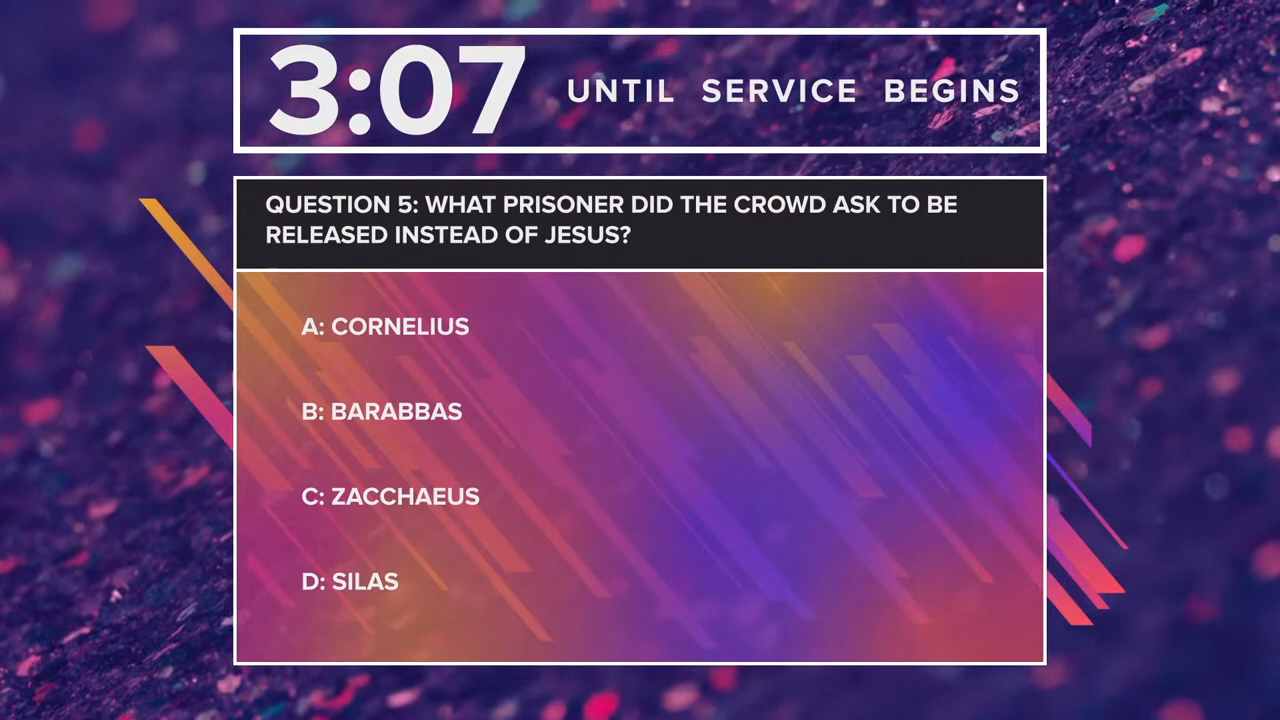 3:07 UNTIL SERVICE BEGINS
QUESTION 5: WHAT PRISONER DID THE CROWD ASK TO BE
RELEASED INSTEAD OF JESUS?
A: CORNELIUS
B: BARABBAS
C: ZACCHAEUS
D: SILAS